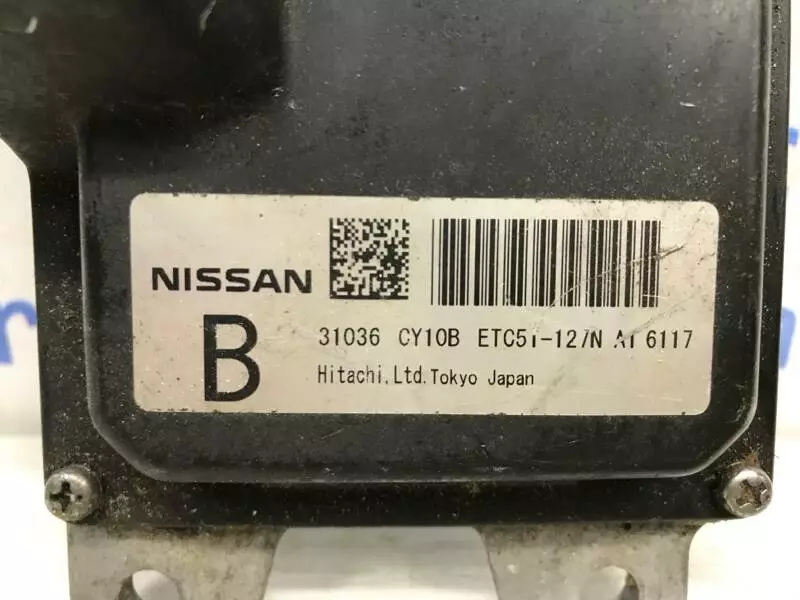 NISSAN
B
31036 CY10B ETC51-127N A1 6117
Hitachi,Ltd.Tokyo Japan